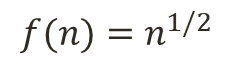 f(n) = n^{1/2}